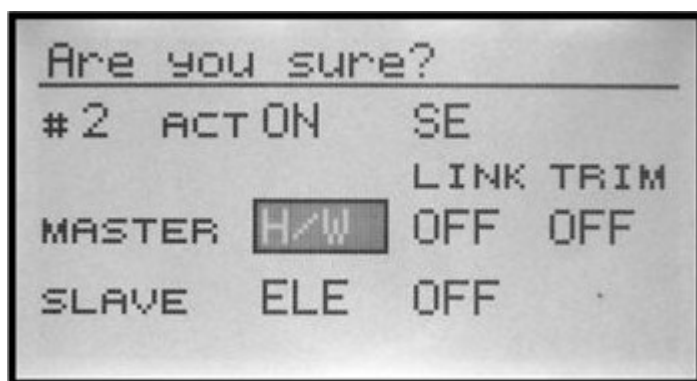 Are you sure?
#2 ACT ON SE
LINK TRIM
MASTER H/W OFF OFF
SLAVE ELE OFF